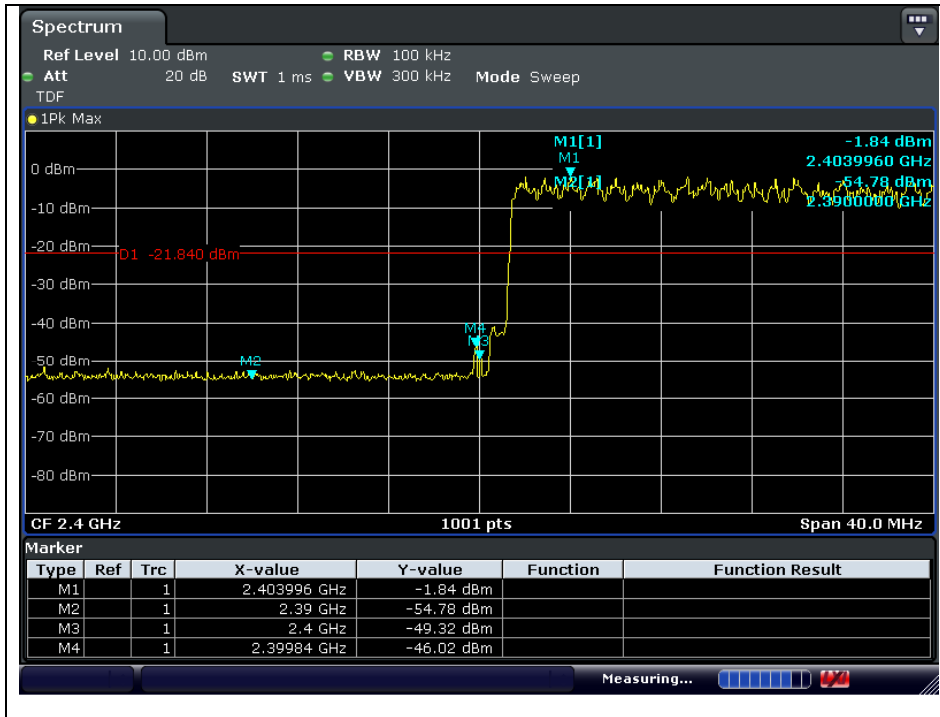 Spectrum
Ref Level 10.00 dBm RBW 100 kHz
Att 20 dB SWT 1 ms VBW 300 kHz Mode Sweep
TDF
1Pk Max
M1[1] -1.84 dBm
M1 2.4039960 GHz
0 dBm
M2[1] -54.78 dBm
2.3900000 GHz
-10 dBm
-20 dBm
D1 -21.840 dBm
-30 dBm
-40 dBm
M4
M3
-50 dBm
M2
-60 dBm
-70 dBm
-80 dBm
CF 2.4 GHz 1001 pts Span 40.0 MHz
Marker
Type Ref Trc X-value Y-value Function Function Result
M1 1 2.403996 GHz -1.84 dBm
M2 1 2.39 GHz -54.78 dBm
M3 1 2.4 GHz -49.32 dBm
M4 1 2.39984 GHz -46.02 dBm
Measuring...